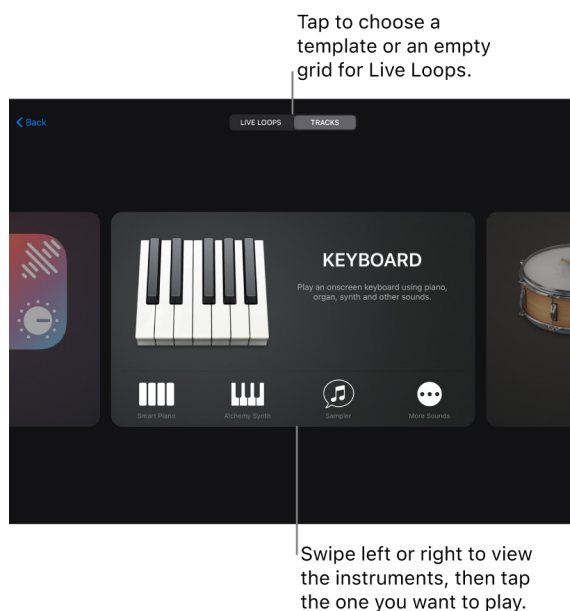 Tap to choose a
template or an empty
grid for Live Loops.
Back
LIVE LOOPS
TRACKS
KEYBOARD
Play an onscreen keyboard using piano,
organ, synth and other sounds.
Smart Piano
Alchemy Synth
Sampler
More Sounds
Swipe left or right to view
the instruments, then tap
the one you want to play.